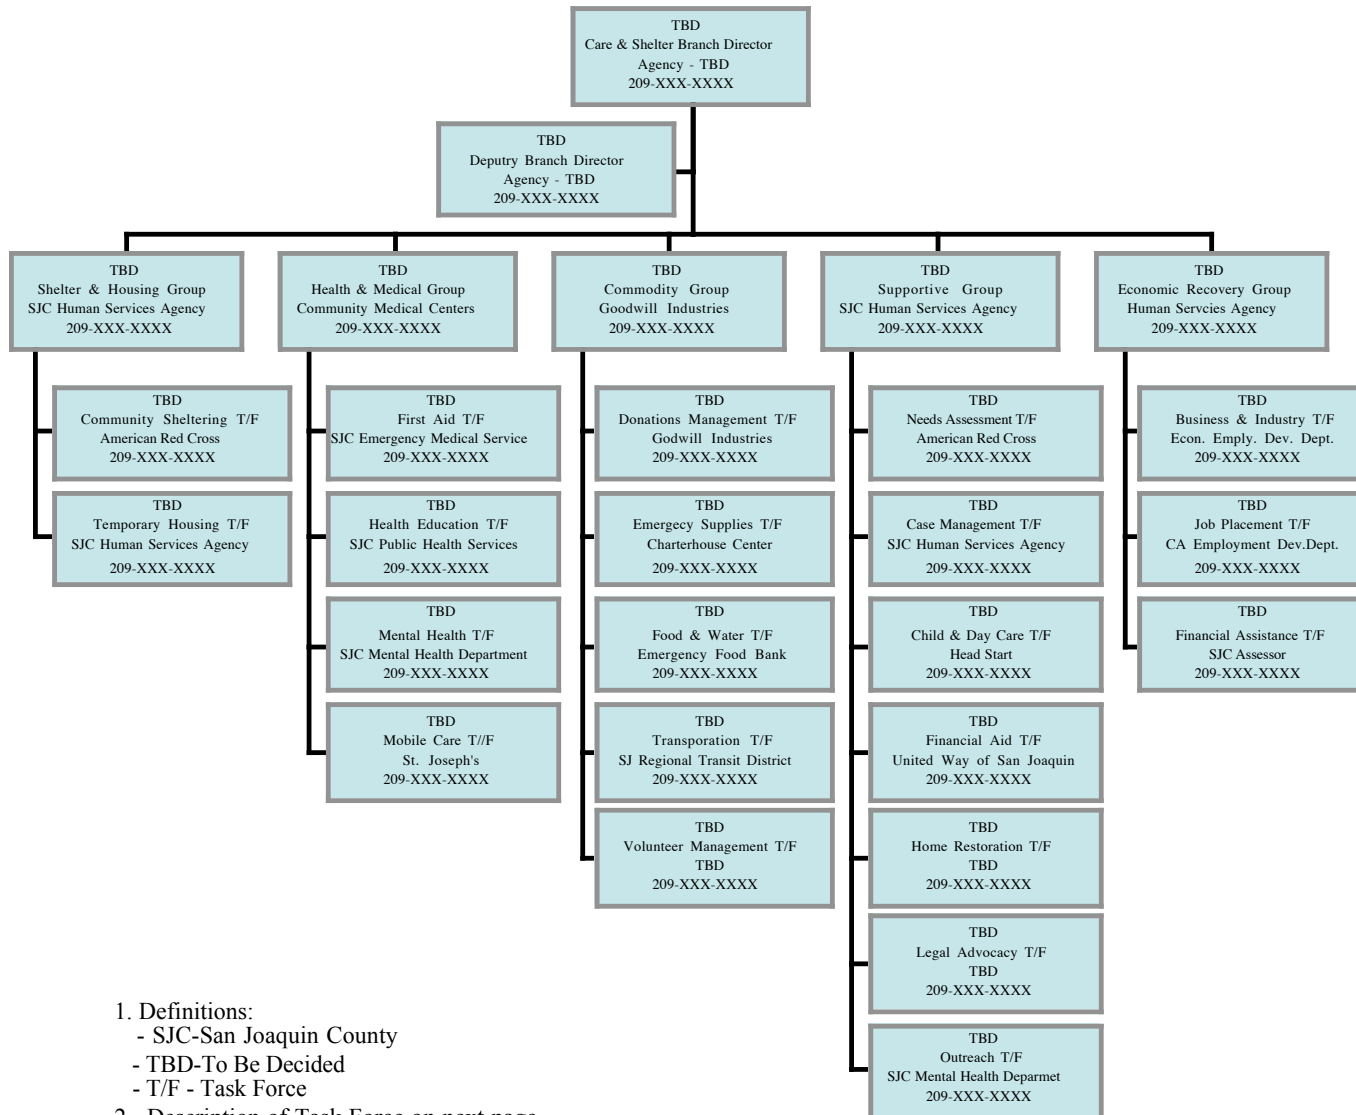 TBD
Care & Shelter Branch Director
Agency - TBD
209-XXX-XXXX
TBD
Deputry Branch Director
Agency - TBD
209-XXX-XXXX
TBD
Shelter & Housing Group
SJC Human Services Agency
209-XXX-XXXX
TBD
Community Sheltering T/F
American Red Cross
209-XXX-XXXX
TBD
Temporary Housing T/F
SJC Human Services Agency
209-XXX-XXXX
TBD
Health & Medical Group
Community Medical Centers
209-XXX-XXXX
TBD
First Aid T/F
SJC Emergency Medical Service
209-XXX-XXXX
TBD
Health Education T/F
SJC Public Health Services
209-XXX-XXXX
TBD
Mental Health T/F
SJC Mental Health Department
209-XXX-XXXX
TBD
Mobile Care T//F
St. Joseph's
209-XXX-XXXX
TBD
Commodity Group
Goodwill Industries
209-XXX-XXXX
TBD
Donations Management T/F
Godwill Industries
209-XXX-XXXX
TBD
Emergecy Supplies T/F
Charterhouse Center
209-XXX-XXXX
TBD
Food & Water T/F
Emergency Food Bank
209-XXX-XXXX
TBD
Transporation T/F
SJ Regional Transit District
209-XXX-XXXX
TBD
Volunteer Management T/F
TBD
209-XXX-XXXX
TBD
Supportive Group
SJC Human Services Agency
209-XXX-XXXX
TBD
Needs Assessment T/F
American Red Cross
209-XXX-XXXX
TBD
Case Management T/F
SJC Human Services Agency
209-XXX-XXXX
TBD
Child & Day Care T/F
Head Start
209-XXX-XXXX
TBD
Financial Aid T/F
United Way of San Joaquin
209-XXX-XXXX
TBD
Home Restoration T/F
TBD
209-XXX-XXXX
TBD
Legal Advocacy T/F
TBD
209-XXX-XXXX
TBD
Outreach T/F
SJC Mental Health Deparmet
209-XXX-XXXX
TBD
Economic Recovery Group
Human Servcies Agency
209-XXX-XXXX
TBD
Business & Industry T/F
Econ. Emply. Dev. Dept.
209-XXX-XXXX
TBD
Job Placement T/F
CA Employment Dev.Dept.
209-XXX-XXXX
TBD
Financial Assistance T/F
SJC Assessor
209-XXX-XXXX
1. Definitions:
- SJC-San Joaquin County
- TBD-To Be Decided
- T/F - Task Force
2. Description of Task Force on next page